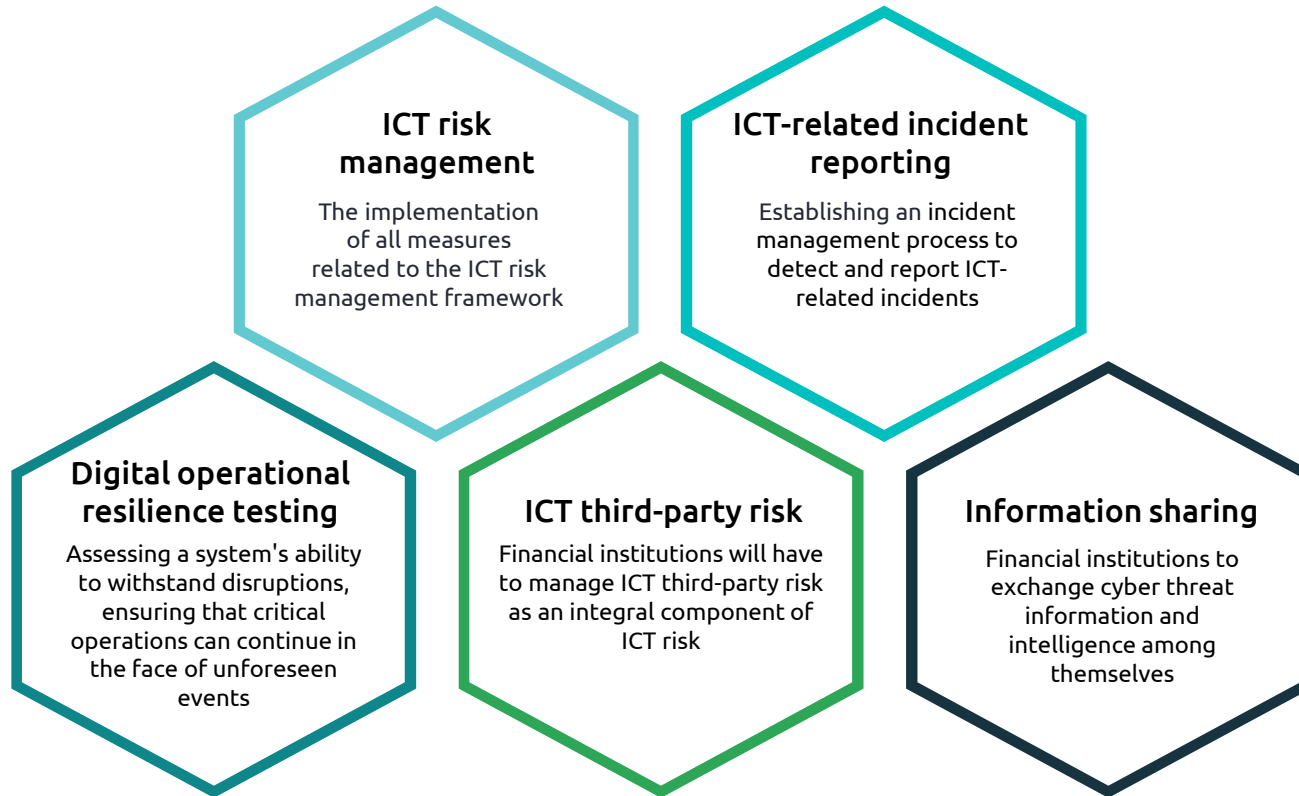 ICT risk
management
The implementation
of all measures
related to the ICT risk
management framework
ICT-related incident
reporting
Establishing an incident
management process to
detect and report ICT-
related incidents
Digital operational
resilience testing
Assessing a system's ability
to withstand disruptions,
ensuring that critical
operations can continue in
the face of unforeseen
events
ICT third-party risk
Financial institutions will have
to manage ICT third-party risk
as an integral component of
ICT risk
Information sharing
Financial institutions to
exchange cyber threat
information and
intelligence among
themselves